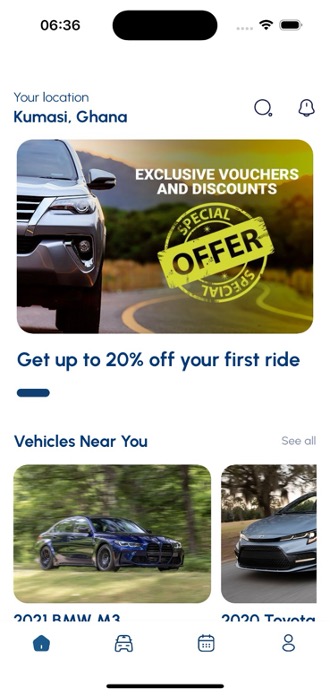 06:36
Your location
Kumasi, Ghana
EXCLUSIVE VOUCHERS
AND DISCOUNTS
SPECIAL
OFFER
SPECIAL
Get up to 20% off your first ride
Vehicles Near You
See all
2021 BMW M3
2020 Toyota